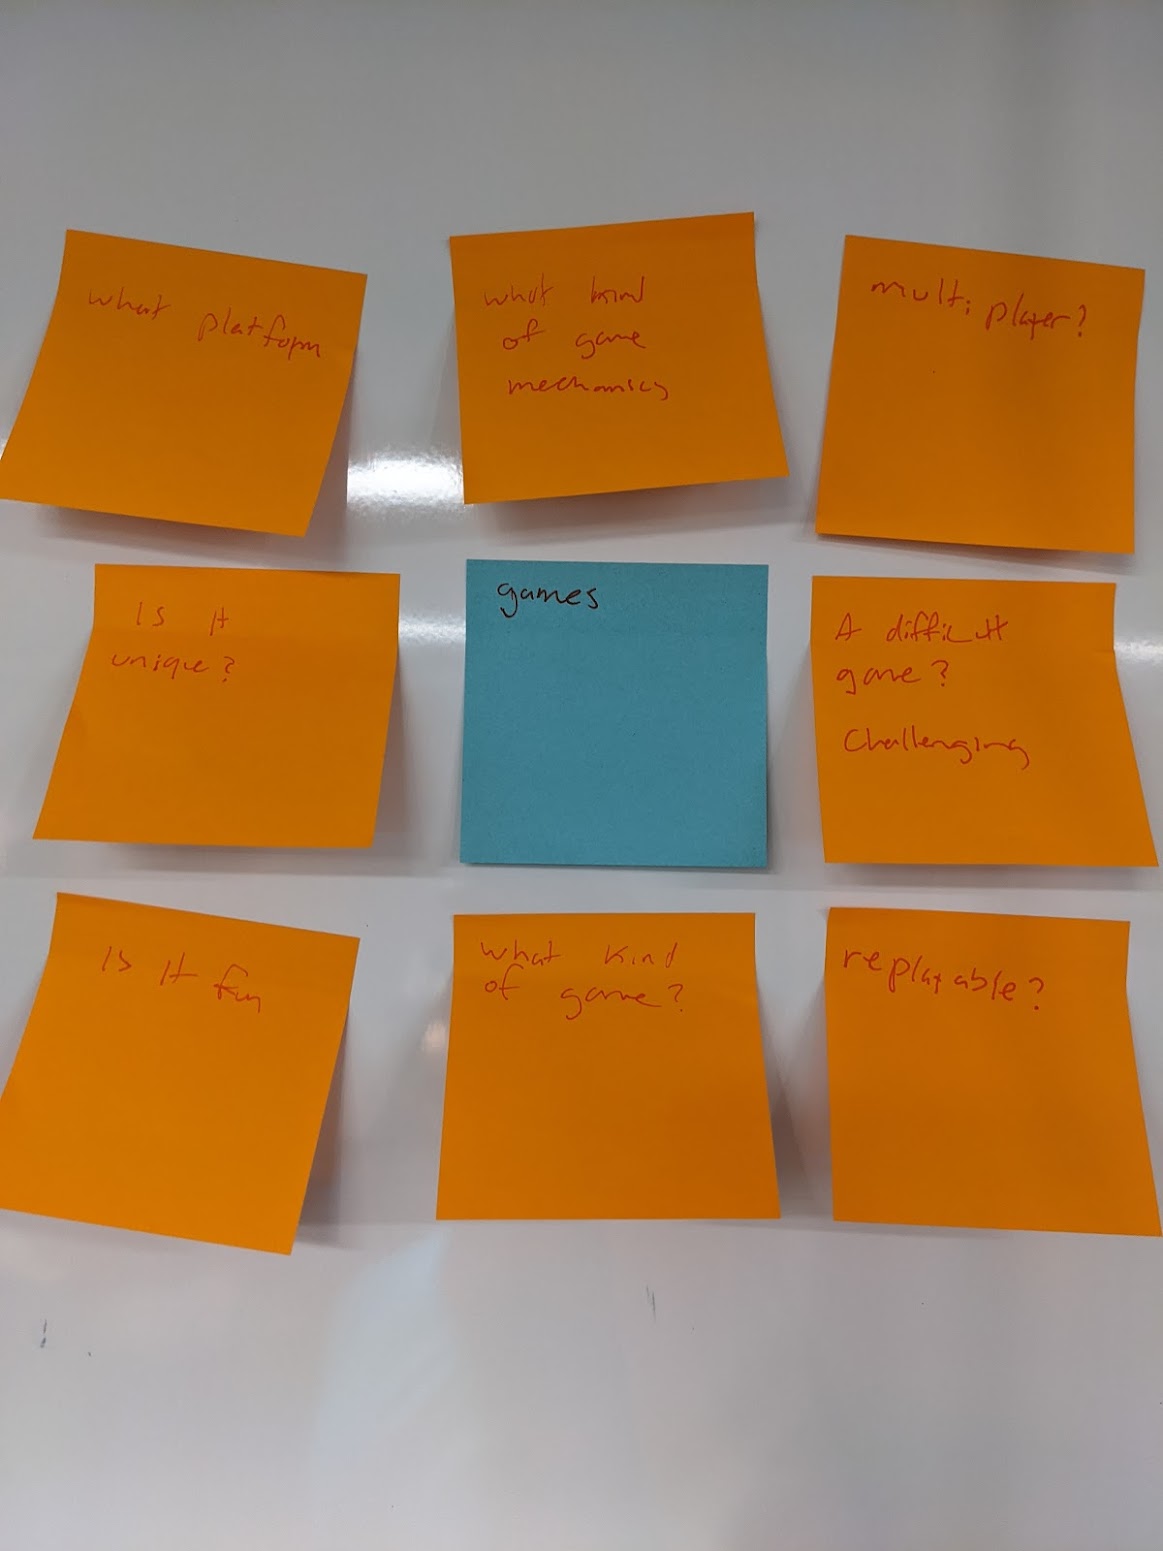 what platform
what kind
of game
mechanics
multiplayer?
Is it
unique?
games
A difficult
game?
Challenging
Is it fun
what kind
of game?
replayable?